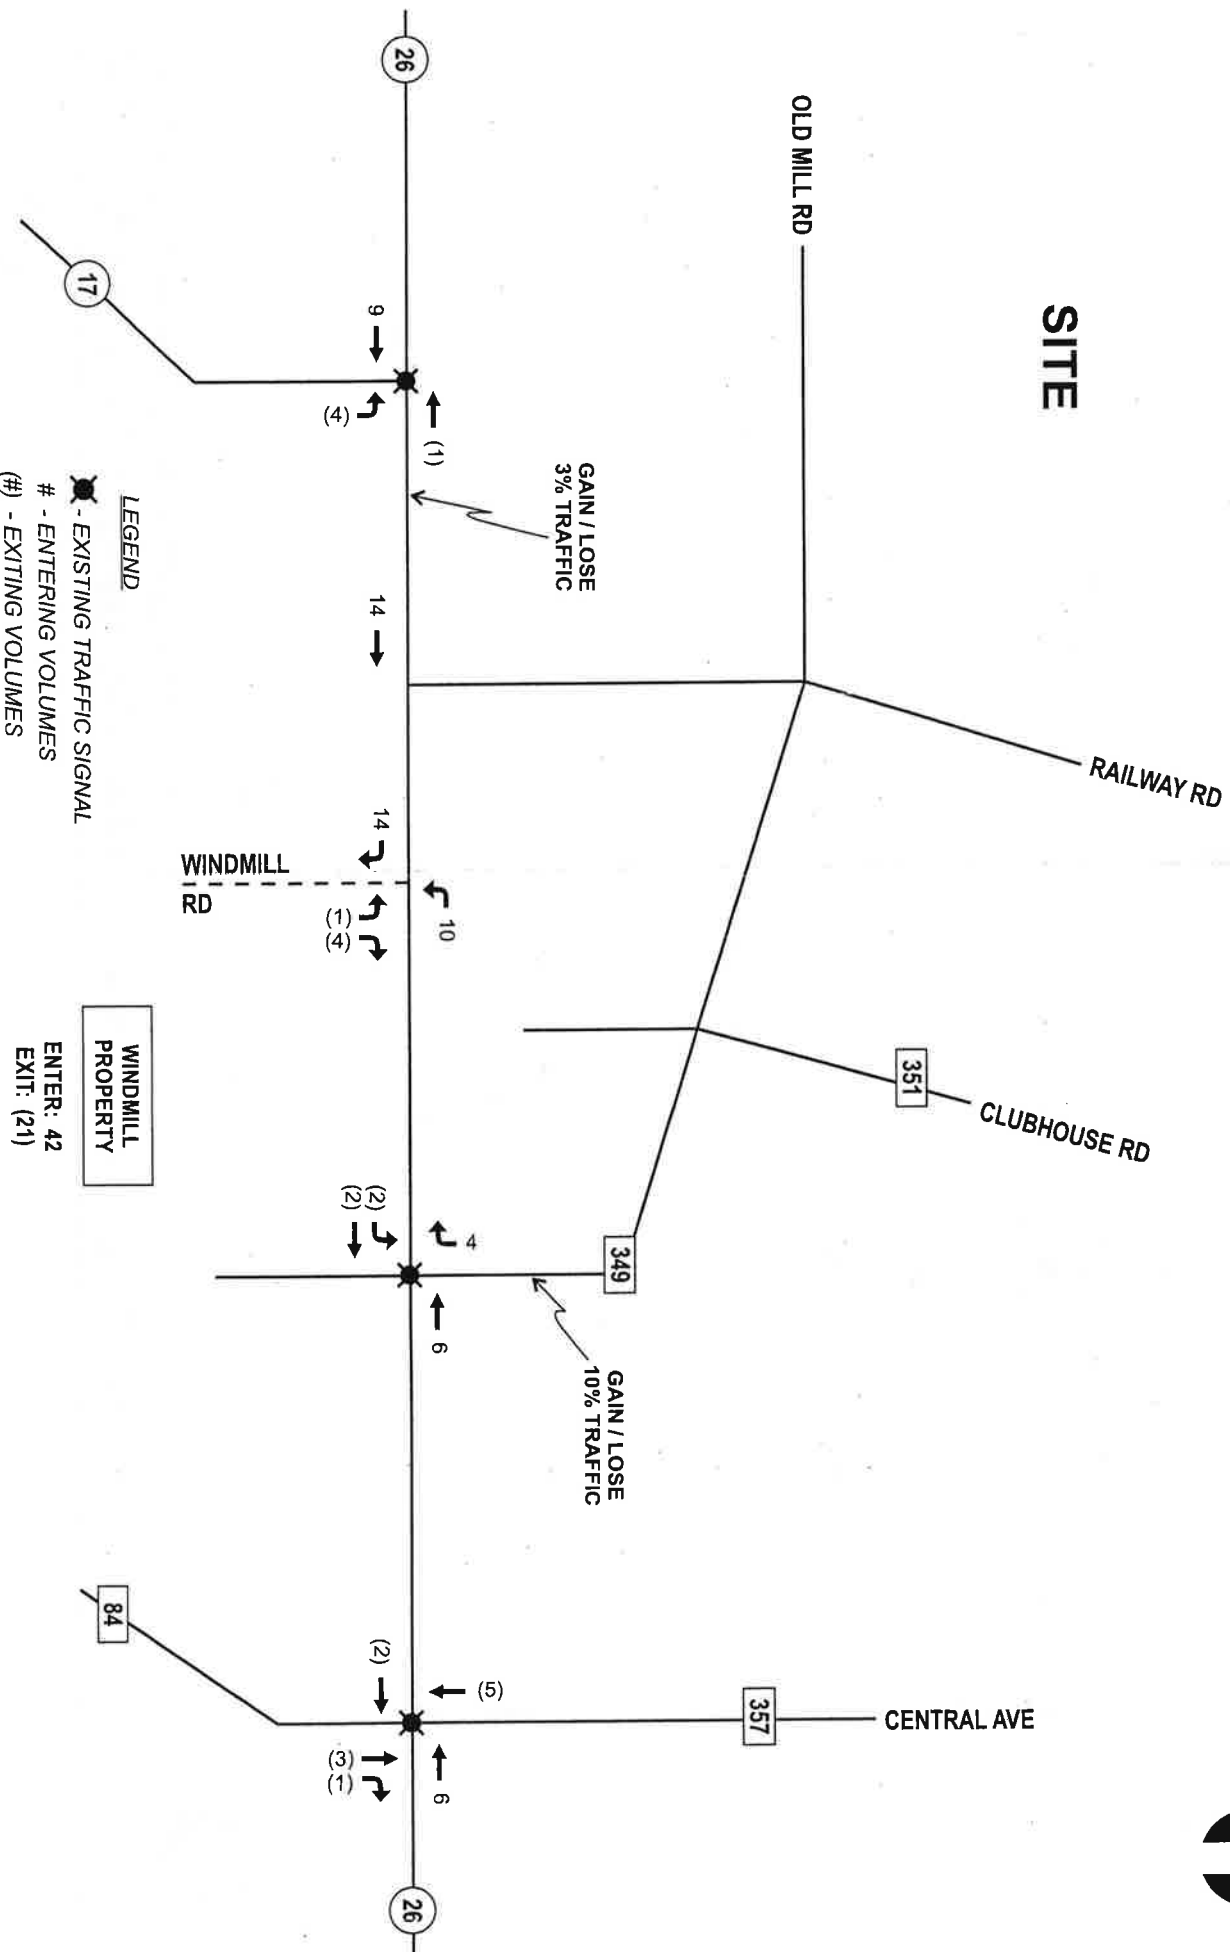 SITE
OLD MILL RD
RAILWAY RD
351
CLUBHOUSE RD
349
357
CENTRAL AVE
GAIN / LOSE
3% TRAFFIC
GAIN / LOSE
10% TRAFFIC
26
9
(1)
(4)
17
14
14
10
WINDMILL
RD
(1)
(4)
4
(2)
(2)
6
(5)
(2)
6
(3)
(1)
84
26
LEGEND
- EXISTING TRAFFIC SIGNAL
# - ENTERING VOLUMES
(#) - EXITING VOLUMES
WINDMILL
PROPERTY
ENTER: 42
EXIT: (21)